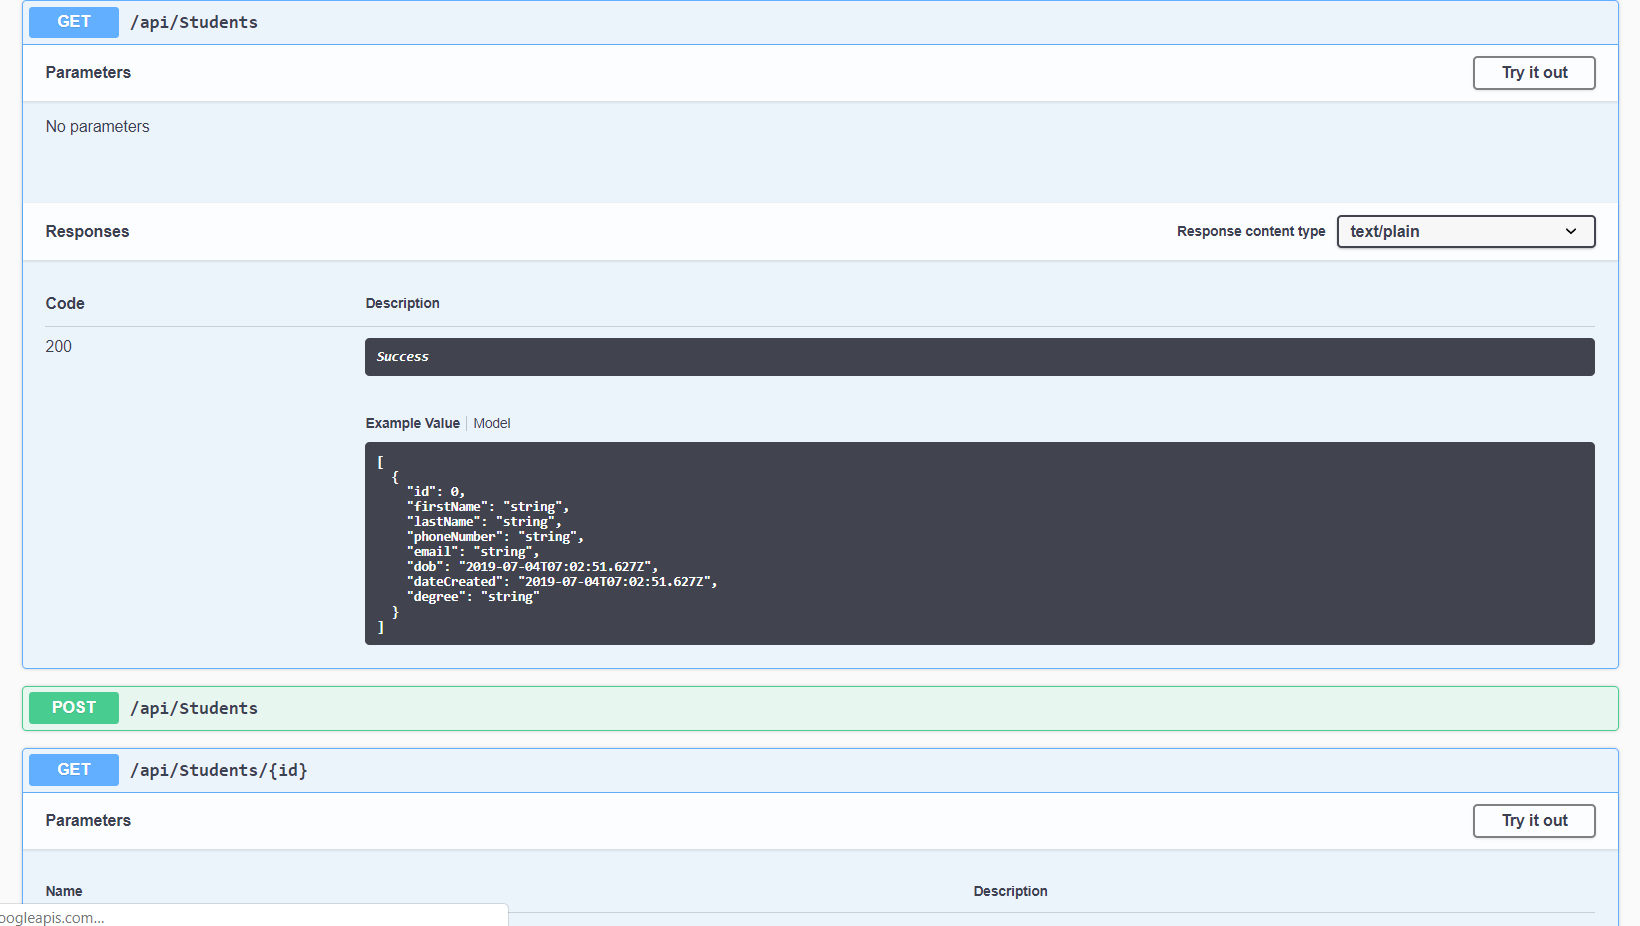 GET /api/Students
Parameters Try it out
No parameters
Responses Response content type text/plain
Code Description
200 Success
Example Value Model
[
{
"id": 0,
"firstName": "string",
"lastName": "string",
"phoneNumber": "string",
"email": "string",
"dob": "2019-07-04T07:02:51.627Z",
"dateCreated": "2019-07-04T07:02:51.627Z",
"degree": "string"
}
]
POST /api/Students
GET /api/Students/{id}
Parameters Try it out
Name Description
oogleapis.com...